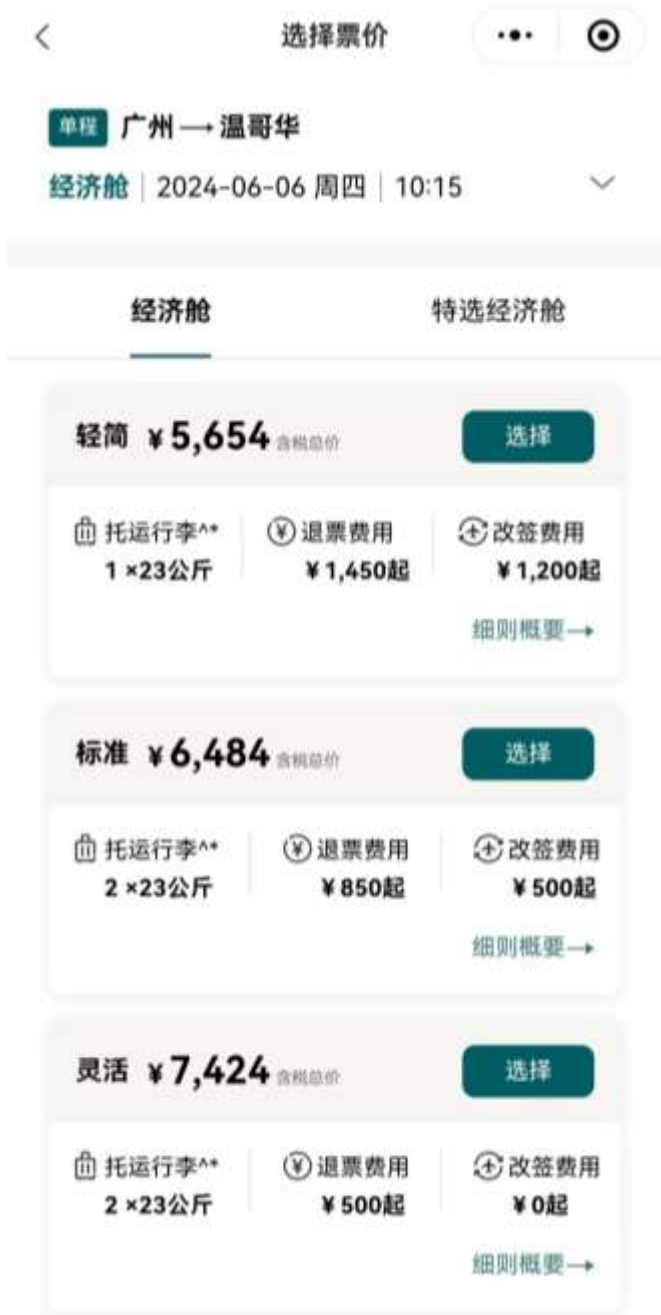 选择票价
单程 广州→温哥华
经济舱 | 2024-06-06 周四 | 10:15
经济舱 特选经济舱
轻简 ¥5,654 含税总价 选择
托运行李^* 退票费用 改签费用
1 ×23公斤 ¥1,450起 ¥1,200起
细则概要→
标准 ¥6,484 含税总价 选择
托运行李^* 退票费用 改签费用
2 ×23公斤 ¥850起 ¥500起
细则概要→
灵活 ¥7,424 含税总价 选择
托运行李^* 退票费用 改签费用
2 ×23公斤 ¥500起 ¥0起
细则概要→